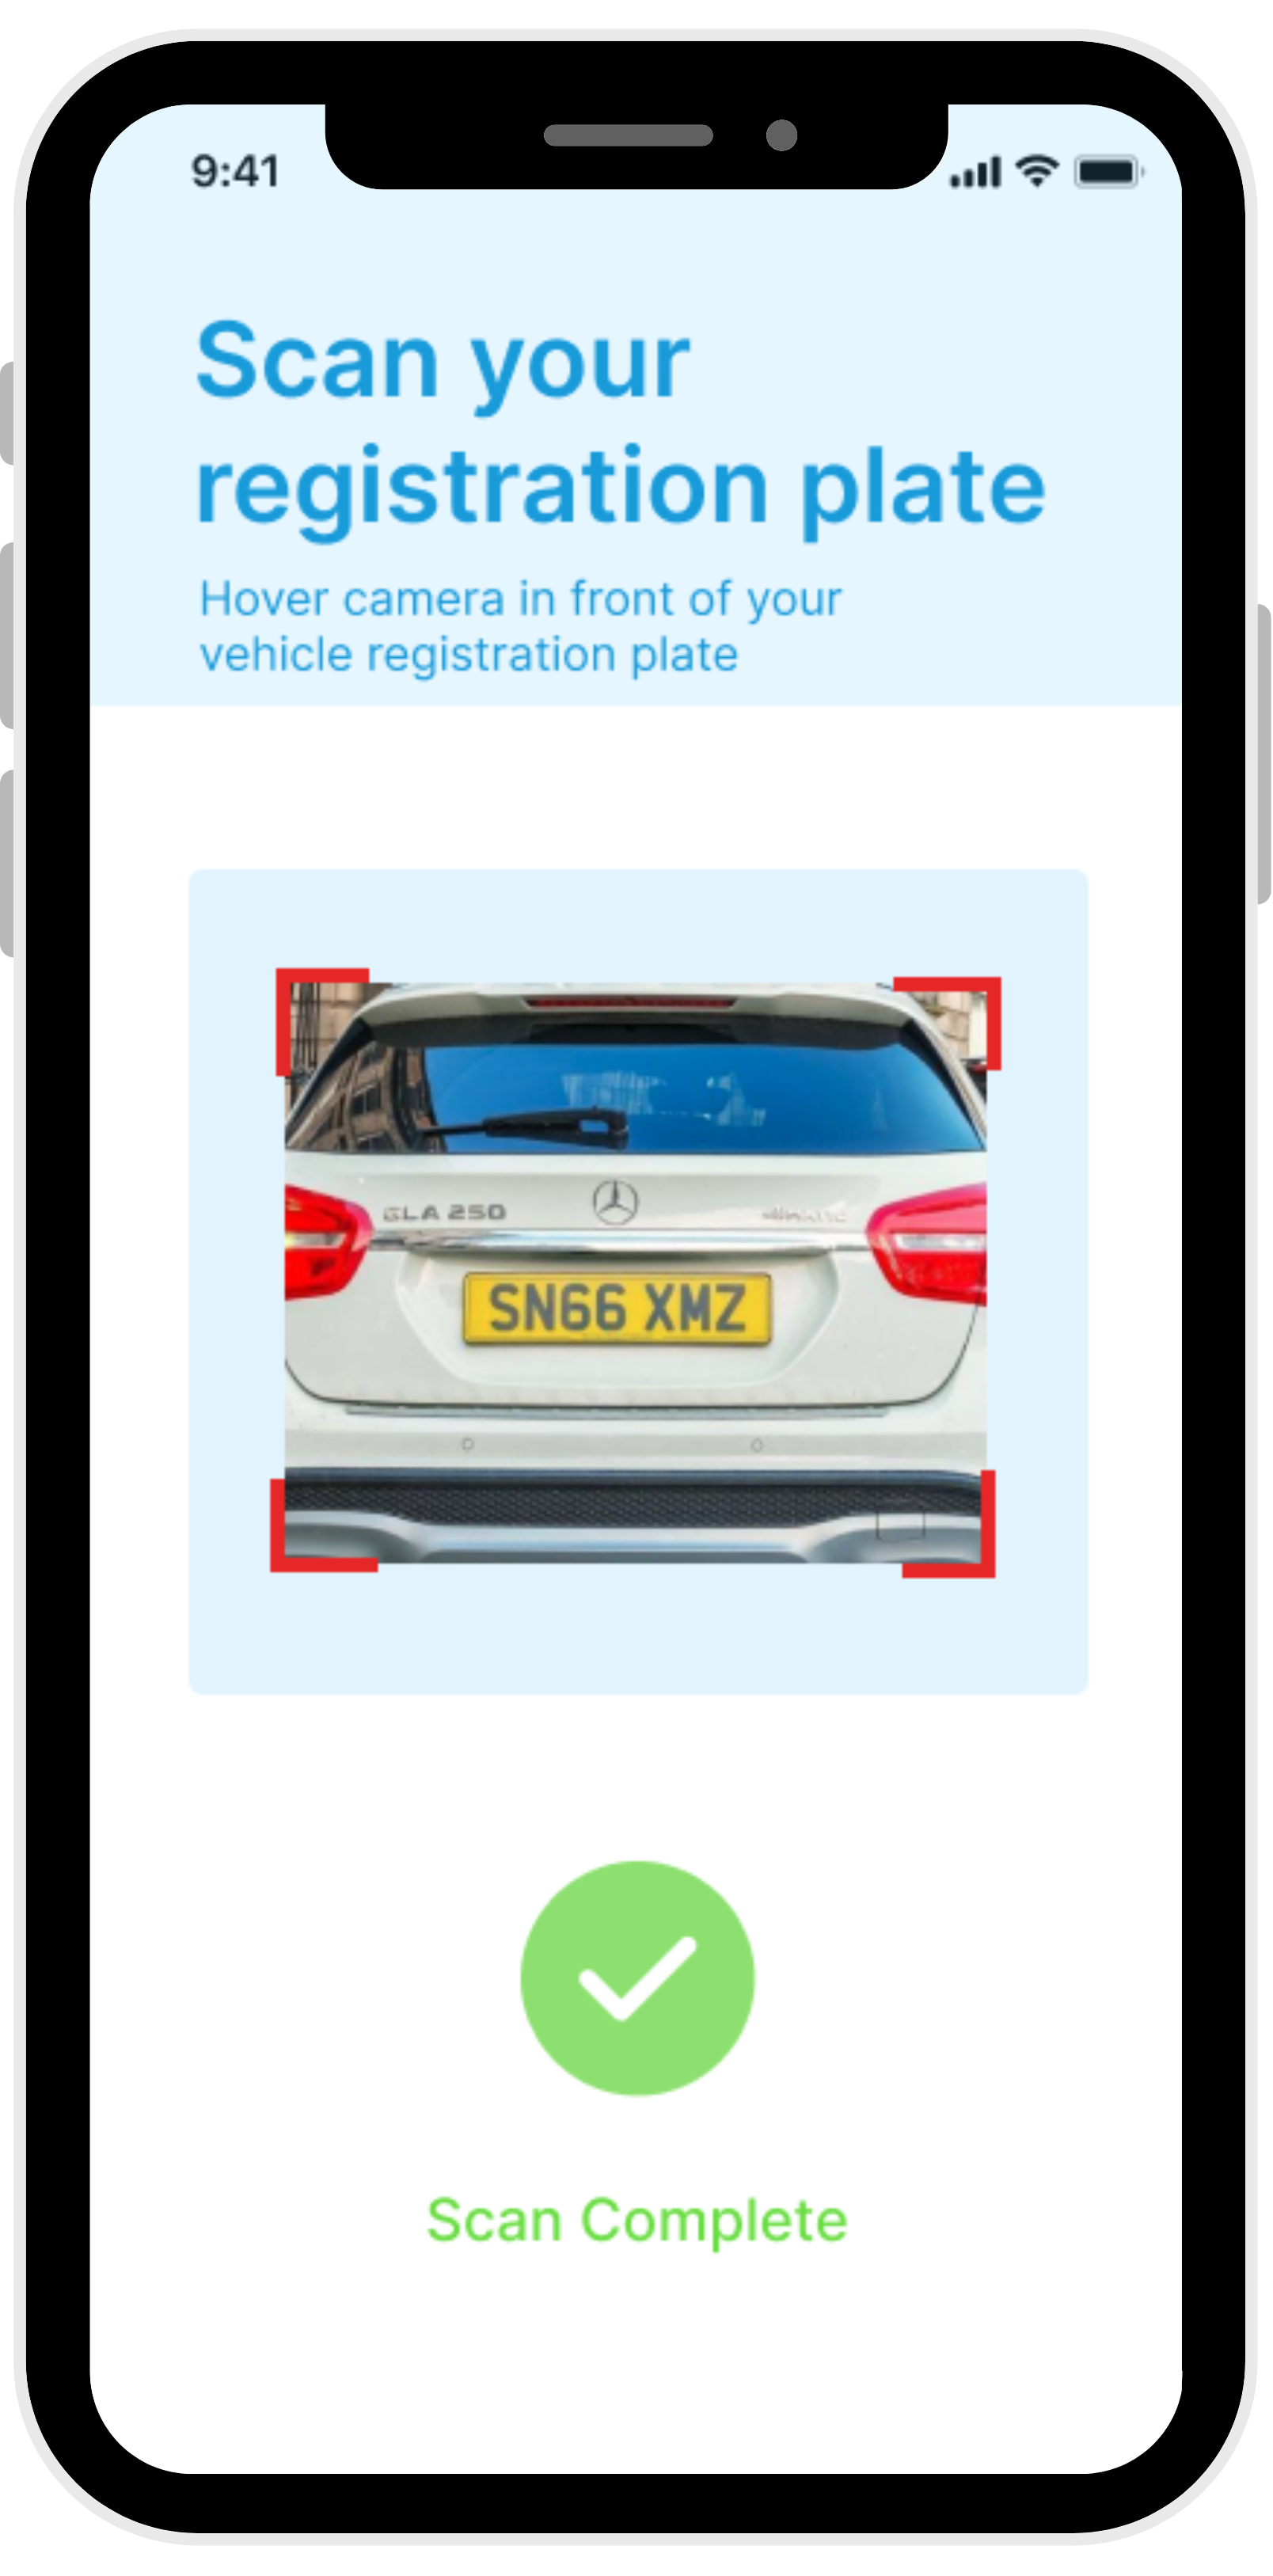 9:41
Scan your
registration plate
Hover camera in front of your
vehicle registration plate
GLA 250
SN66 XMZ
Scan Complete